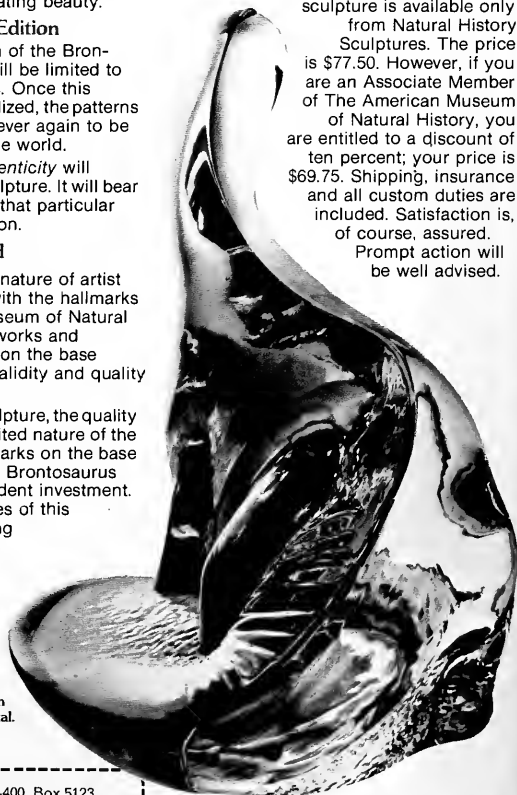 ating beauty.
Edition
n of the Bron-
ill be limited to
. Once this
lized, the patterns
ever again to be
e world.
enticity will
lpture. It will bear
that particular
on.
d
nature of artist
with the hallmarks
seum of Natural
works and
on the base
alidity and quality
lpture, the quality
ited nature of the
arks on the base
Brontosaurus
dent investment.
es of this
ng
n
al.
400, Box 5123
sculpture is available only
from Natural History
Sculptures. The price
is $77.50. However, if you
are an Associate Member
of The American Museum
of Natural History, you
are entitled to a discount of
ten percent; your price is
$69.75. Shipping, insurance
and all custom duties are
included. Satisfaction is,
of course, assured.
Prompt action will
be well advised.